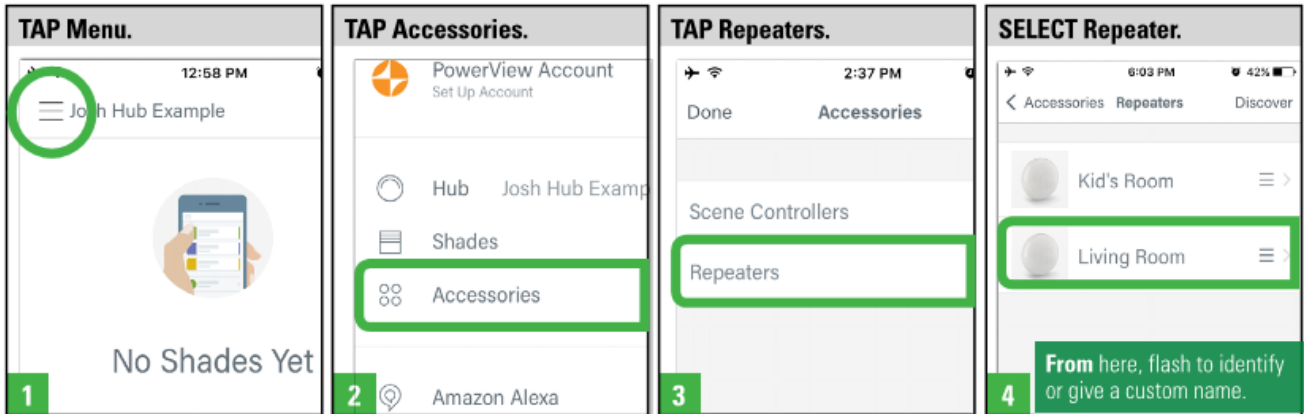 TAP Menu.
12:58 PM
Josh Hub Example
No Shades Yet
1
TAP Accessories.
PowerView Account
Set Up Account
Hub Josh Hub Examp
Shades
Accessories
Amazon Alexa
2
TAP Repeaters.
2:37 PM
Done Accessories
Scene Controllers
Repeaters
3
SELECT Repeater.
6:03 PM 42%
Accessories Repeaters Discover
Kid's Room
Living Room
From here, flash to identify
or give a custom name.
4